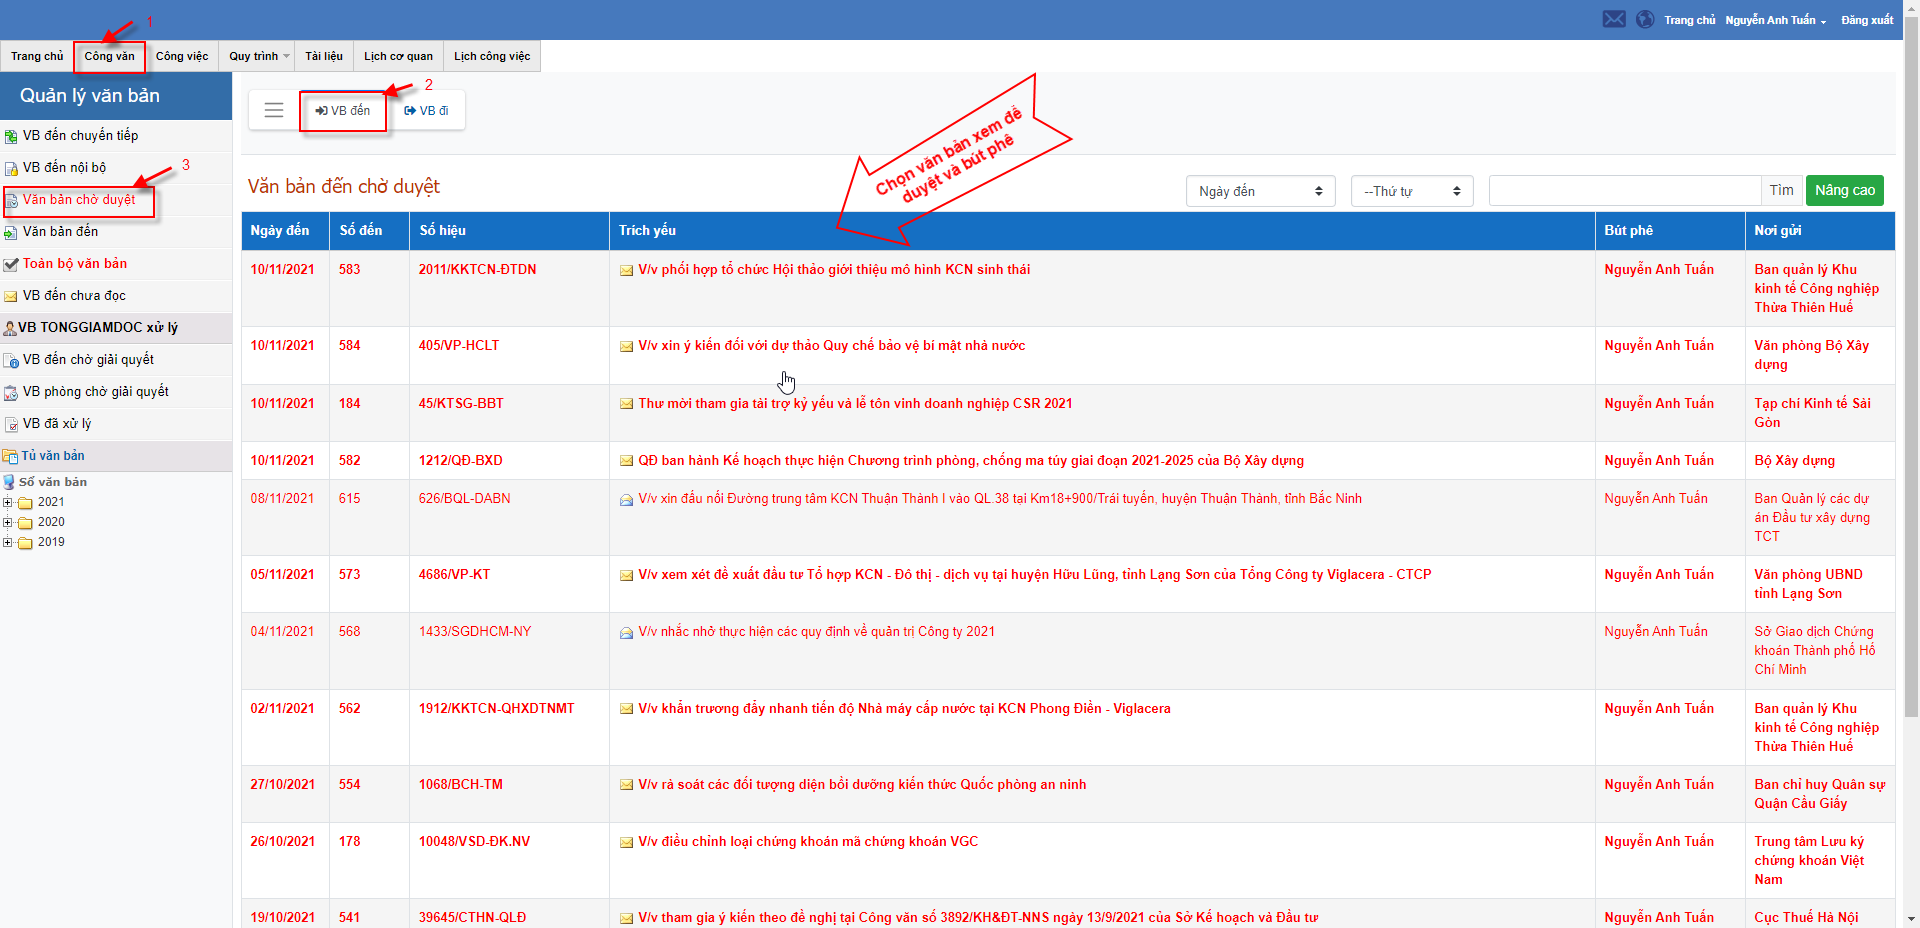 Trang chủ Nguyễn Anh Tuấn Đăng xuất
1
Trang chủ Công văn Công việc Quy trình Tài liệu Lịch cơ quan Lịch công việc
Quản lý văn bản
VB đến chuyển tiếp
VB đến nội bộ
3
Văn bản chờ duyệt
Văn bản đến
Toàn bộ văn bản
VB đến chưa đọc
VB TONGGIAMDOC xử lý
VB đến chờ giải quyết
VB phòng chờ giải quyết
VB đã xử lý
Tủ văn bản
Sổ văn bản
2021
2020
2019
2
VB đến VB đi
Chọn văn bản xem để
duyệt và bút phê
Văn bản đến chờ duyệt
Ngày đến --Thứ tự Tìm Nâng cao
Ngày đến Số đến Số hiệu Trích yếu Bút phê Nơi gửi
10/11/2021 583 2011/KKTCN-ĐTDN V/v phối hợp tổ chức Hội thảo giới thiệu mô hình KCN sinh thái Nguyễn Anh Tuấn Ban quản lý Khu
kinh tế Công nghiệp
Thừa Thiên Huế
10/11/2021 584 405/VP-HCLT V/v xin ý kiến đối với dự thảo Quy chế bảo vệ bí mật nhà nước Nguyễn Anh Tuấn Văn phòng Bộ Xây
dựng
10/11/2021 184 45/KTSG-BBT Thư mời tham gia tài trợ kỷ yếu và lễ tôn vinh doanh nghiệp CSR 2021 Nguyễn Anh Tuấn Tạp chí Kinh tế Sài
Gòn
10/11/2021 582 1212/QĐ-BXD QĐ ban hành Kế hoạch thực hiện Chương trình phòng, chống ma túy giai đoạn 2021-2025 của Bộ Xây dựng Nguyễn Anh Tuấn Bộ Xây dựng
08/11/2021 615 626/BQL-DABN V/v xin đấu nối Đường trung tâm KCN Thuận Thành I vào QL.38 tại Km18+900/Trái tuyến, huyện Thuận Thành, tỉnh Bắc Ninh Nguyễn Anh Tuấn Ban Quản lý các dự
án Đầu tư xây dựng
TCT
05/11/2021 573 4686/VP-KT V/v xem xét đề xuất đầu tư Tổ hợp KCN - Đô thị - dịch vụ tại huyện Hữu Lũng, tỉnh Lạng Sơn của Tổng Công ty Viglacera - CTCP Nguyễn Anh Tuấn Văn phòng UBND
tỉnh Lạng Sơn
04/11/2021 568 1433/SGDHCM-NY V/v nhắc nhở thực hiện các quy định về quản trị Công ty 2021 Nguyễn Anh Tuấn Sở Giao dịch Chứng
khoán Thành phố Hồ
Chí Minh
02/11/2021 562 1912/KKTCN-QHXDTNMT V/v khẩn trương đẩy nhanh tiến độ Nhà máy cấp nước tại KCN Phong Điền - Viglacera Nguyễn Anh Tuấn Ban quản lý Khu
kinh tế Công nghiệp
Thừa Thiên Huế
27/10/2021 554 1068/BCH-TM V/v rà soát các đối tượng diện bồi dưỡng kiến thức Quốc phòng an ninh Nguyễn Anh Tuấn Ban chỉ huy Quân sự
Quận Cầu Giấy
26/10/2021 178 10048/VSD-ĐK.NV V/v điều chỉnh loại chứng khoán mã chứng khoán VGC Nguyễn Anh Tuấn Trung tâm Lưu ký
chứng khoán Việt
Nam
19/10/2021 541 39645/CTHN-QLĐ V/v tham gia ý kiến theo đề nghị tại Công văn số 3892/KH&ĐT-NNS ngày 13/9/2021 của Sở Kế hoạch và Đầu tư Nguyễn Anh Tuấn Cục Thuế Hà Nội